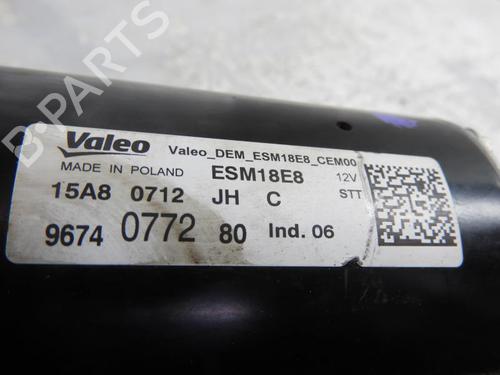 Valeo Valeo_DEM_ESM18E8_CEM00
MADE IN POLAND ESM18E8 12V
15A8 0712 JH C STT
9674 0772 80 Ind. 06
B-PARTS